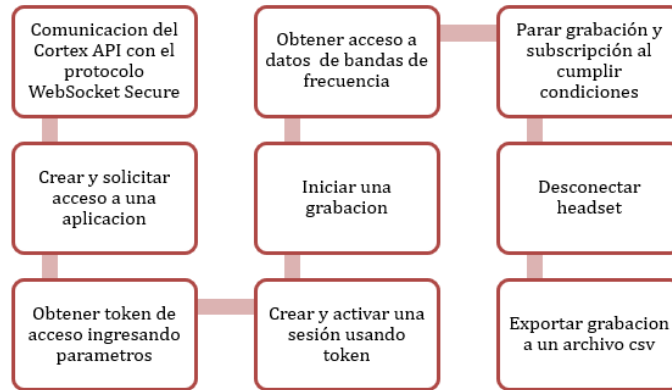 Comunicacion del
Cortex API con el
protocolo
WebSocket Secure
Crear y solicitar
acceso a una
aplicacion
Obtener token de
acceso ingresando
parametros
Crear y activar una
sesión usando
token
Iniciar una
grabacion
Obtener acceso a
datos de bandas de
frecuencia
Parar grabación y
subscripción al
cumplir
condiciones
Desconectar
headset
Exportar grabacion
a un archivo csv